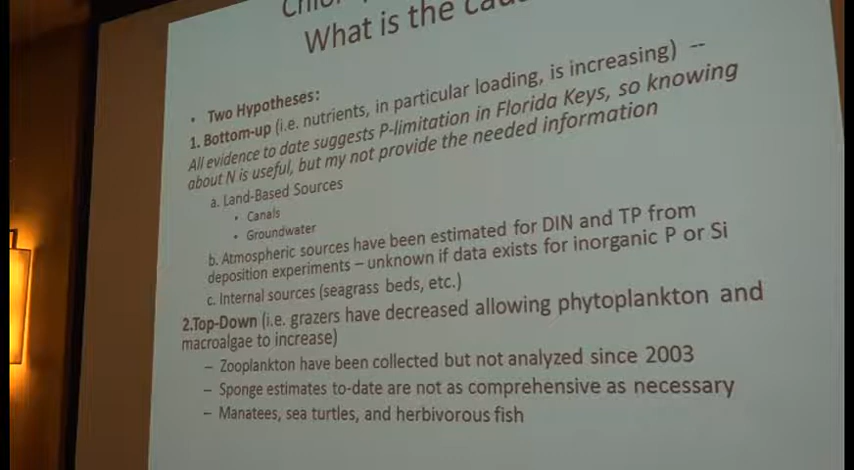 What is the
• Two Hypotheses:
1. Bottom-up (i.e. nutrients, in particular loading, is increasing) --
All evidence to date suggests P-limitation in Florida Keys, so knowing
about N is useful, but my not provide the needed information
a. Land-Based Sources
• Canals
• Groundwater
b. Atmospheric sources have been estimated for DIN and TP from
deposition experiments – unknown if data exists for inorganic P or Si
c. Internal sources (seagrass beds, etc.)
2.Top-Down (i.e. grazers have decreased allowing phytoplankton and
macroalgae to increase)
– Zooplankton have been collected but not analyzed since 2003
– Sponge estimates to-date are not as comprehensive as necessary
– Manatees, sea turtles, and herbivorous fish